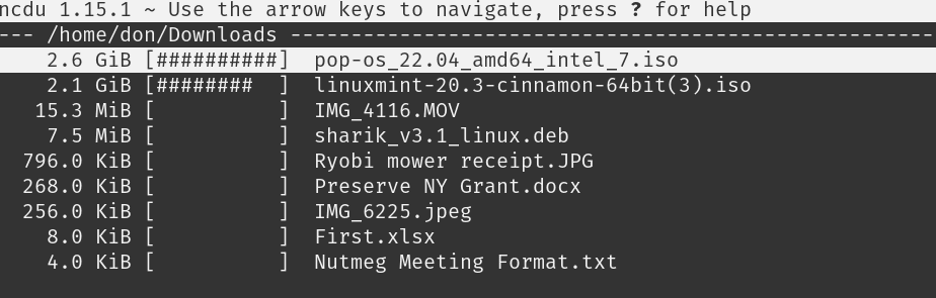 ncdu 1.15.1 ~ Use the arrow keys to navigate, press ? for help
--- /home/don/Downloads -----------------------------------------------------
2.6 GiB [##########] pop-os_22.04_amd64_intel_7.iso
2.1 GiB [######## ] linuxmint-20.3-cinnamon-64bit(3).iso
15.3 MiB [ ] IMG_4116.MOV
7.5 MiB [ ] sharik_v3.1_linux.deb
796.0 KiB [ ] Ryobi mower receipt.JPG
268.0 KiB [ ] Preserve NY Grant.docx
256.0 KiB [ ] IMG_6225.jpeg
8.0 KiB [ ] First.xlsx
4.0 KiB [ ] Nutmeg Meeting Format.txt